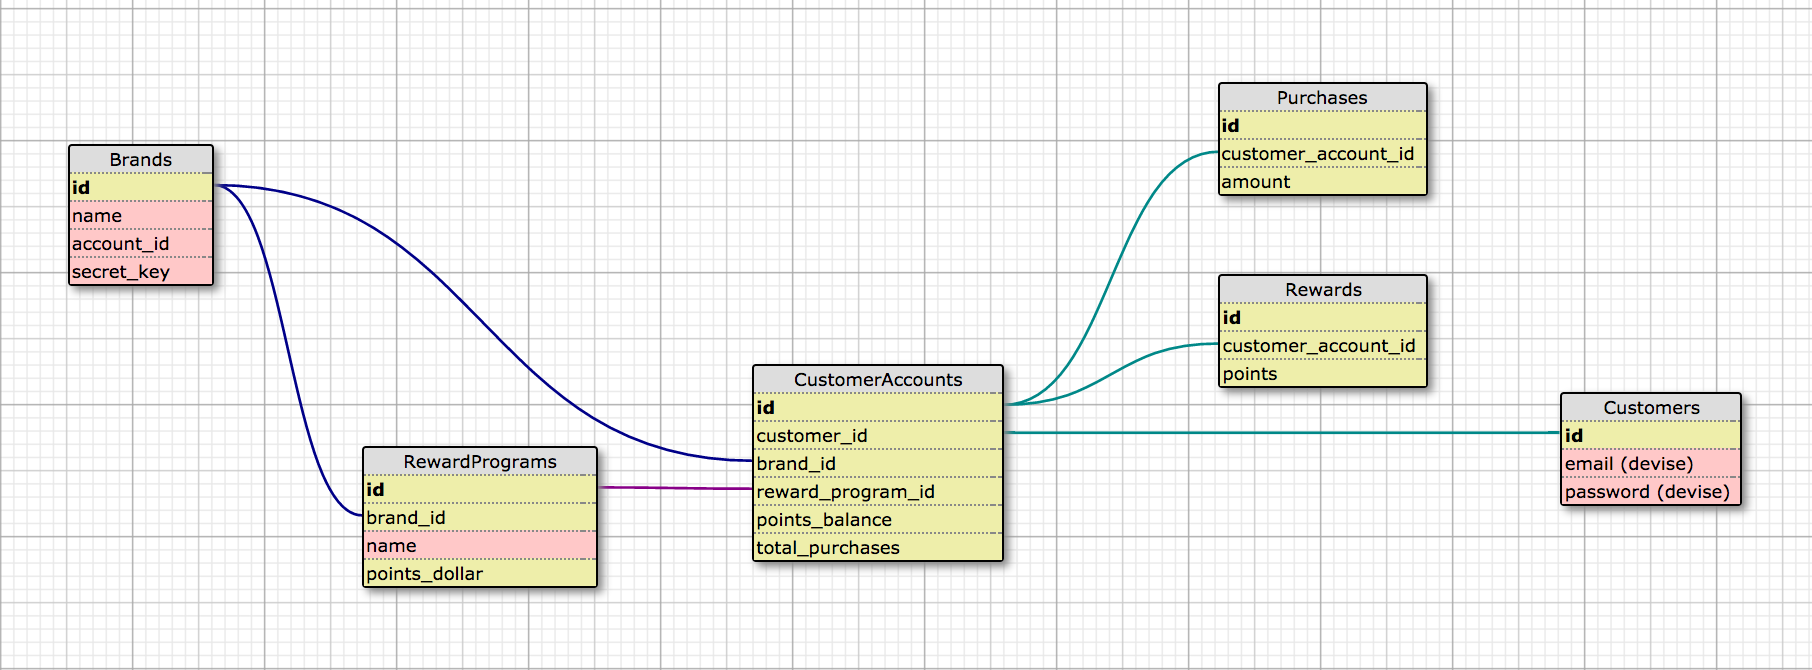 Brands
id
name
account_id
secret_key
RewardPrograms
id
brand_id
name
points_dollar
CustomerAccounts
id
customer_id
brand_id
reward_program_id
points_balance
total_purchases
Purchases
id
customer_account_id
amount
Rewards
id
customer_account_id
points
Customers
id
email (devise)
password (devise)